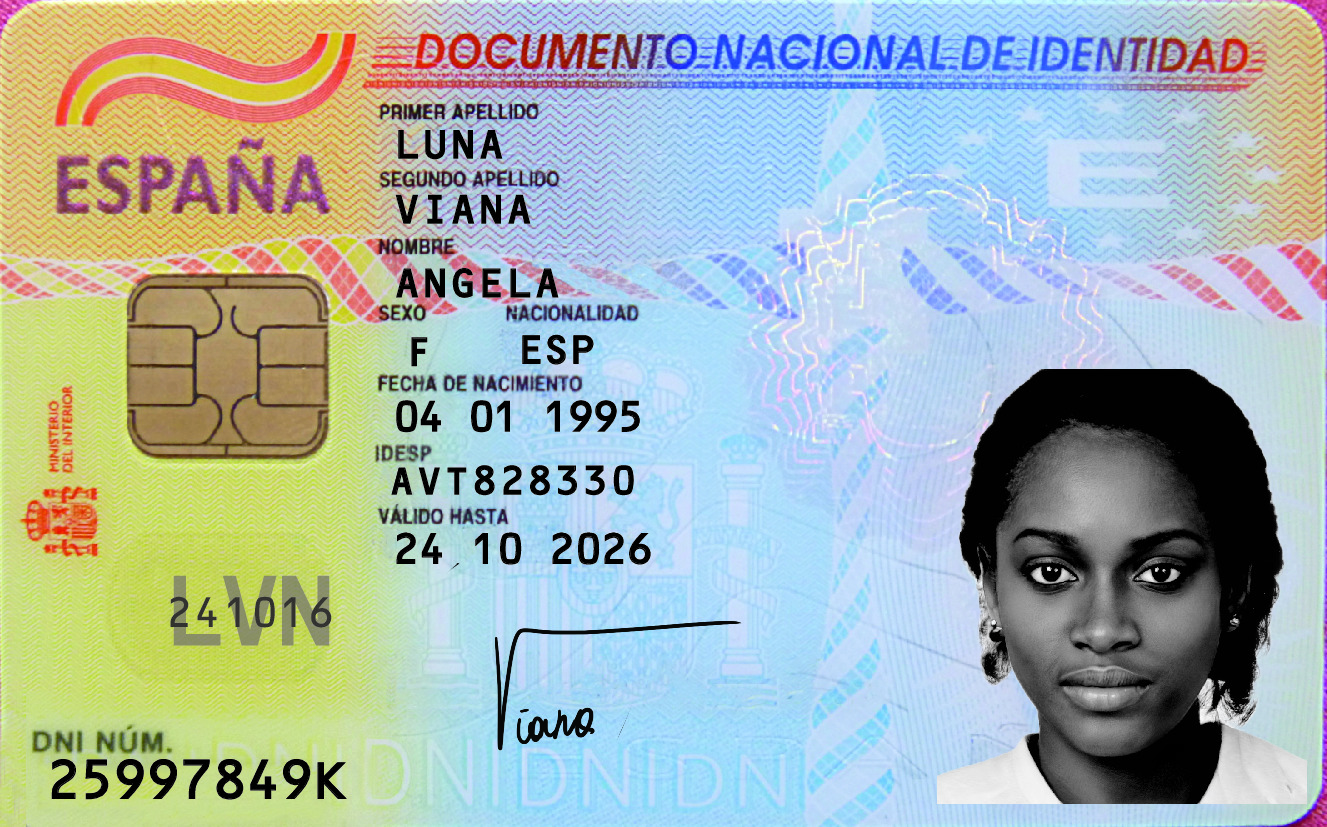 DOCUMENTO NACIONAL DE IDENTIDAD
ESPAÑA
PRIMER APELLIDO
LUNA
SEGUNDO APELLIDO
VIANA
NOMBRE
ANGELA
SEXO NACIONALIDAD
F ESP
FECHA DE NACIMIENTO
04 01 1995
IDESP
AVT828330
VÁLIDO HASTA
24 10 2026
MINISTERIO
DEL INTERIOR
E
LVN
241016
Viana
DNI NÚM.
25997849K
DNIDNIDNIDNI